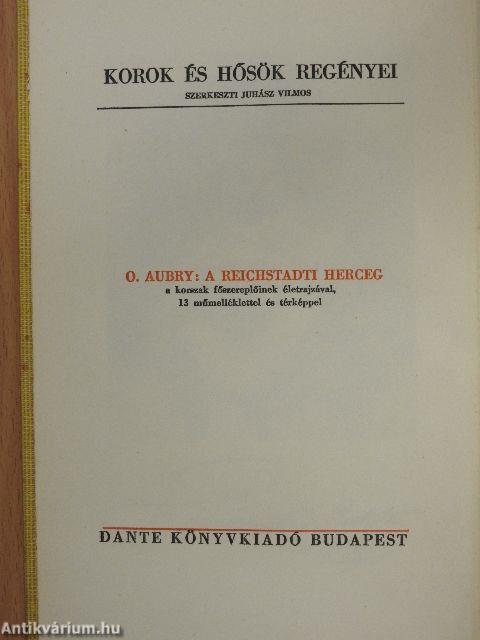 KOROK ÉS HŐSÖK REGÉNYEI
SZERKESZTI JUHÁSZ VILMOS
O. AUBRY: A REICHSTADTI HERCEG
a korszak főszereplőinek életrajzával,
13 műmelléklettel és térképpel
DANTE KÖNYVKIADÓ BUDAPEST
Antikvárium.hu